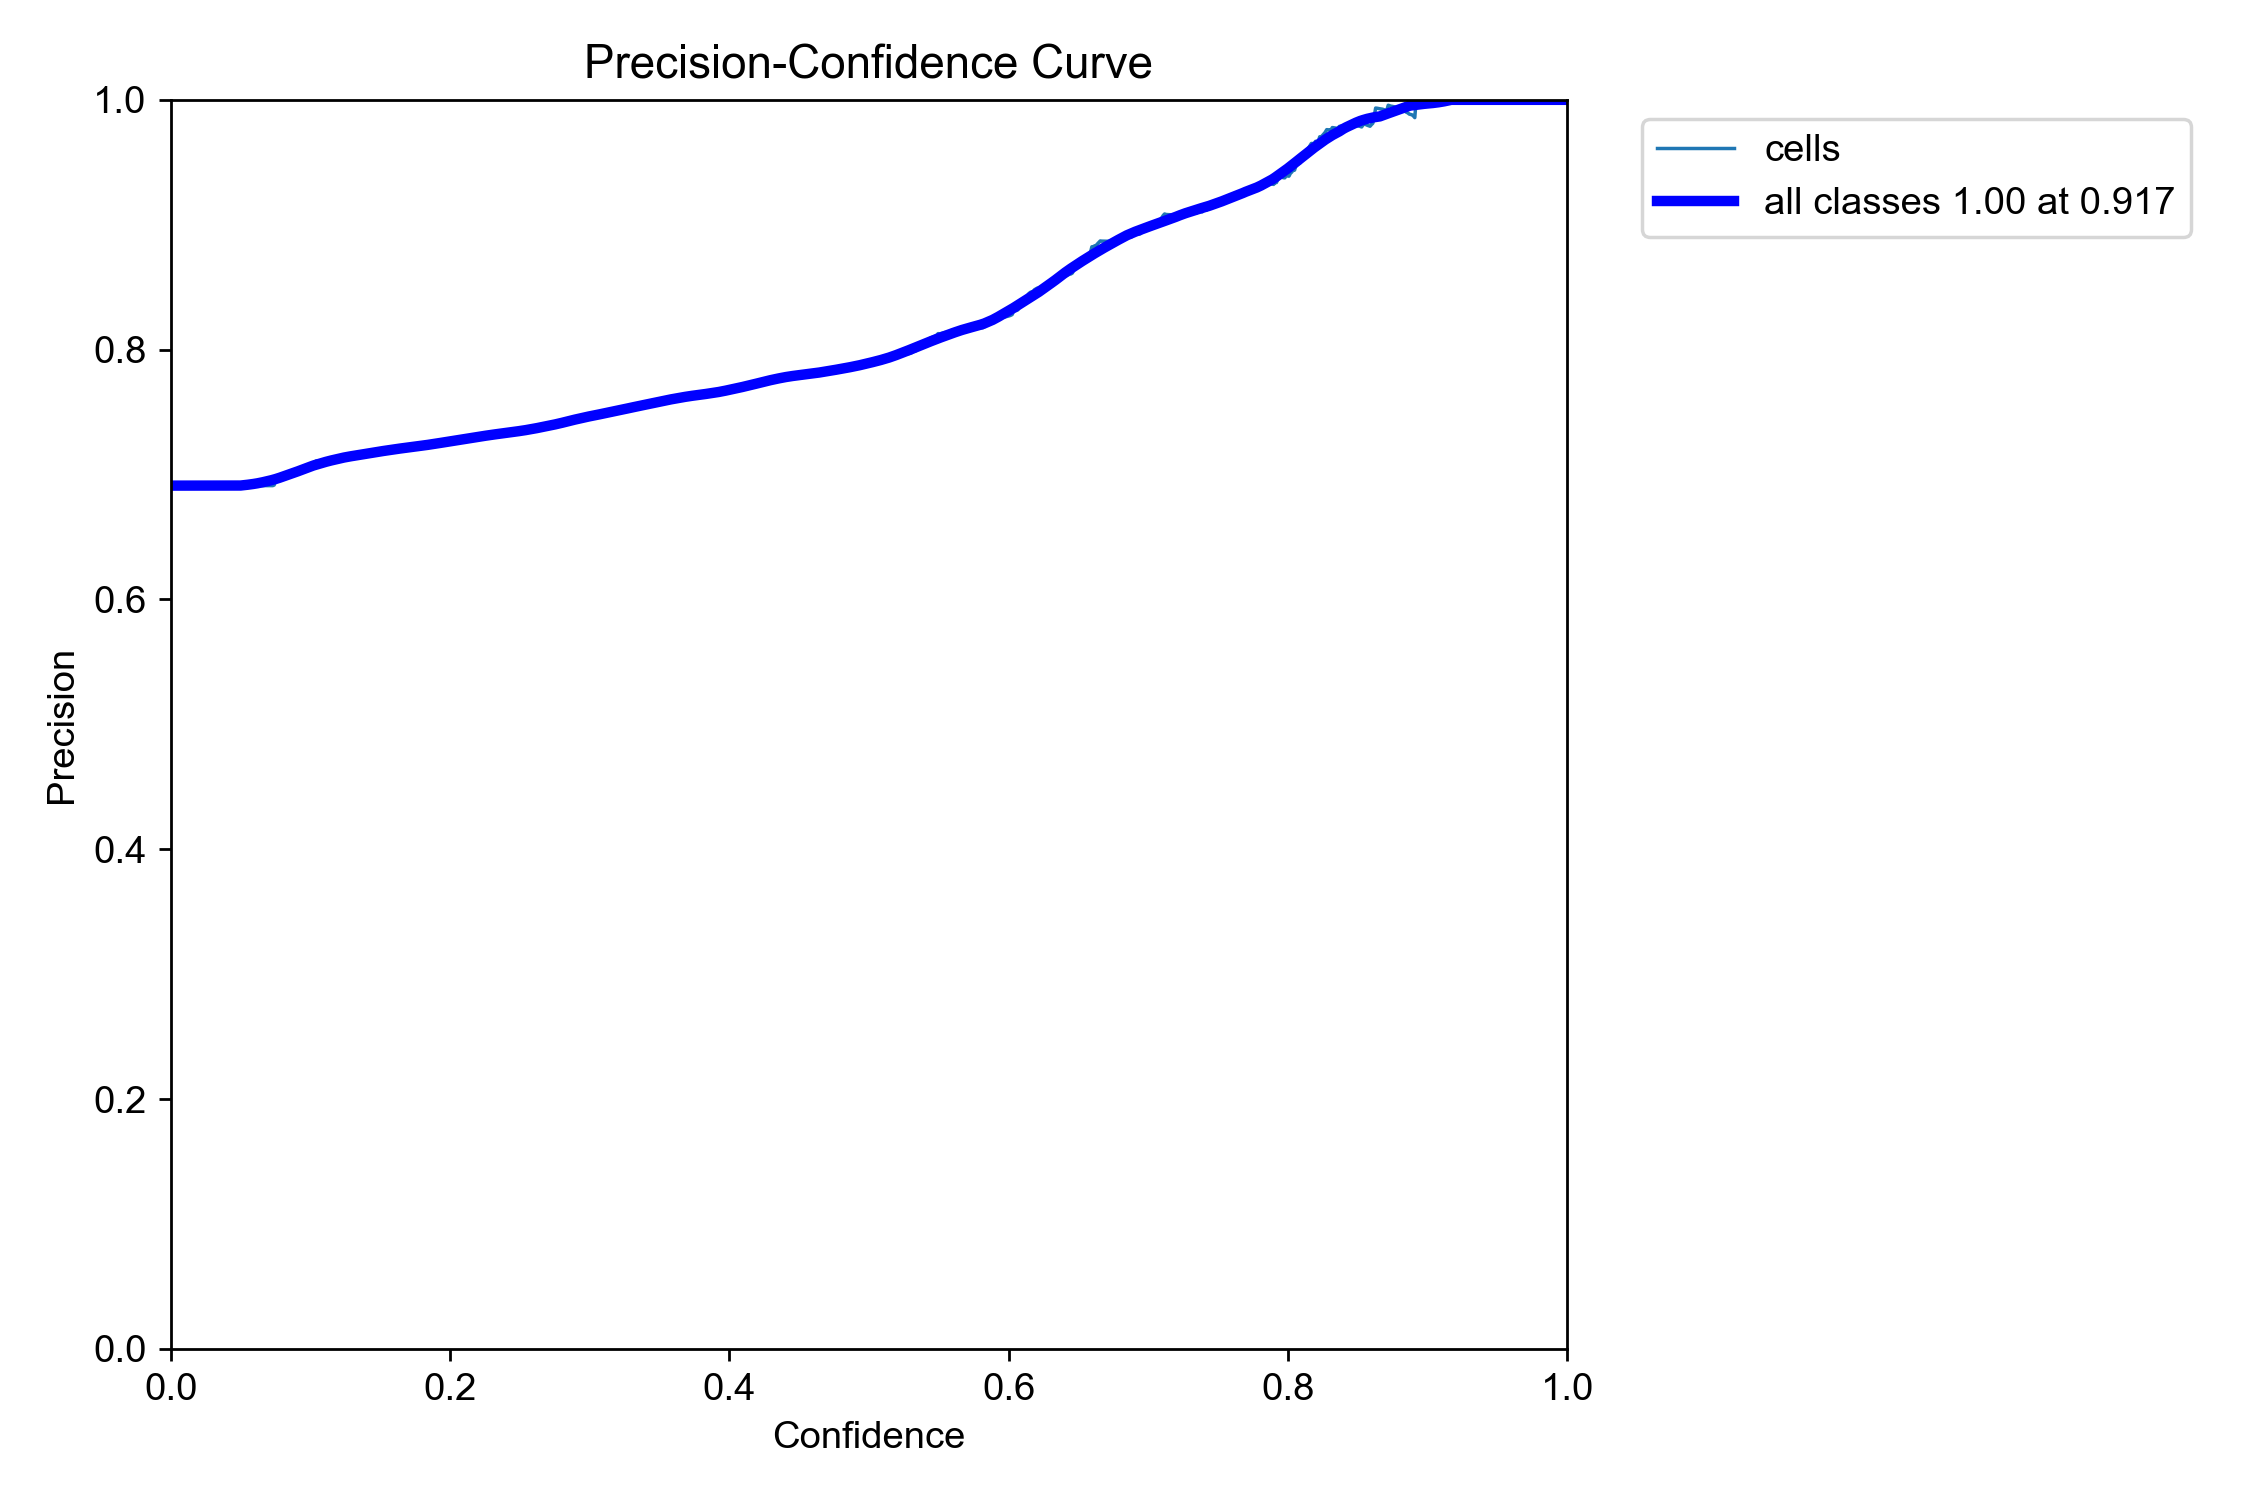 Precision-Confidence Curve
1.0
0.8
0.6
0.4
0.2
0.0
Precision
0.0 0.2 0.4 0.6 0.8 1.0
Confidence
cells
all classes 1.00 at 0.917